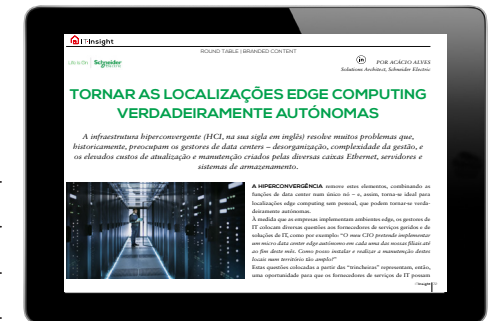 IT Insight
ROUND TABLE | BRANDED CONTENT
Life Is On | Schneider Electric
in
POR ACÁCIO ALVES
Solutions Architect, Schneider Electric
TORNAR AS LOCALIZAÇÕES EDGE COMPUTING
VERDADEIRAMENTE AUTÓNOMAS
A infraestrutura hiperconvergente (HCI, na sua sigla em inglês) resolve muitos problemas que,
historicamente, preocupam os gestores de data centers – desorganização, complexidade da gestão, e
os elevados custos de atualização e manutenção criados pelas diversas caixas Ethernet, servidores e
sistemas de armazenamento.
A HIPERCONVERGÊNCIA remove estes elementos, combinando as
funções de data center num único nó – e, assim, torna-se ideal para
localizações edge computing sem pessoal, que podem tornar-se verda-
deiramente autónomas.
À medida que as empresas implementam ambientes edge, os gestores de
IT colocam diversas questões aos fornecedores de serviços geridos e de
soluções de IT, como por exemplo: "O meu CIO pretende implementar
um micro data center edge autónomo em cada uma das nossas filiais até
ao fim deste mês. Como posso instalar e realizar a manutenção destes
locais num território tão amplo?"
Estas questões colocadas a partir das "trincheiras" representam, então,
uma oportunidade para que os fornecedores de serviços de IT possam